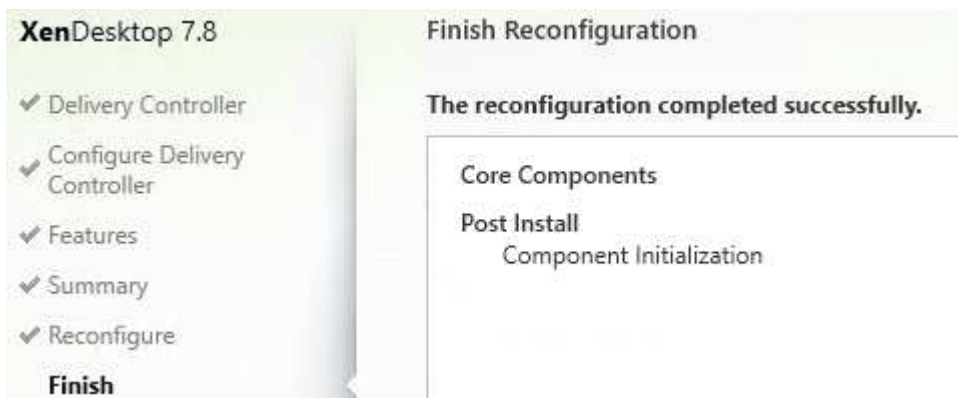 XenDesktop 7.8
Delivery Controller
Configure Delivery
Controller
Features
Summary
Reconfigure
Finish
Finish Reconfiguration
The reconfiguration completed successfully.
Core Components
Post Install
Component Initialization